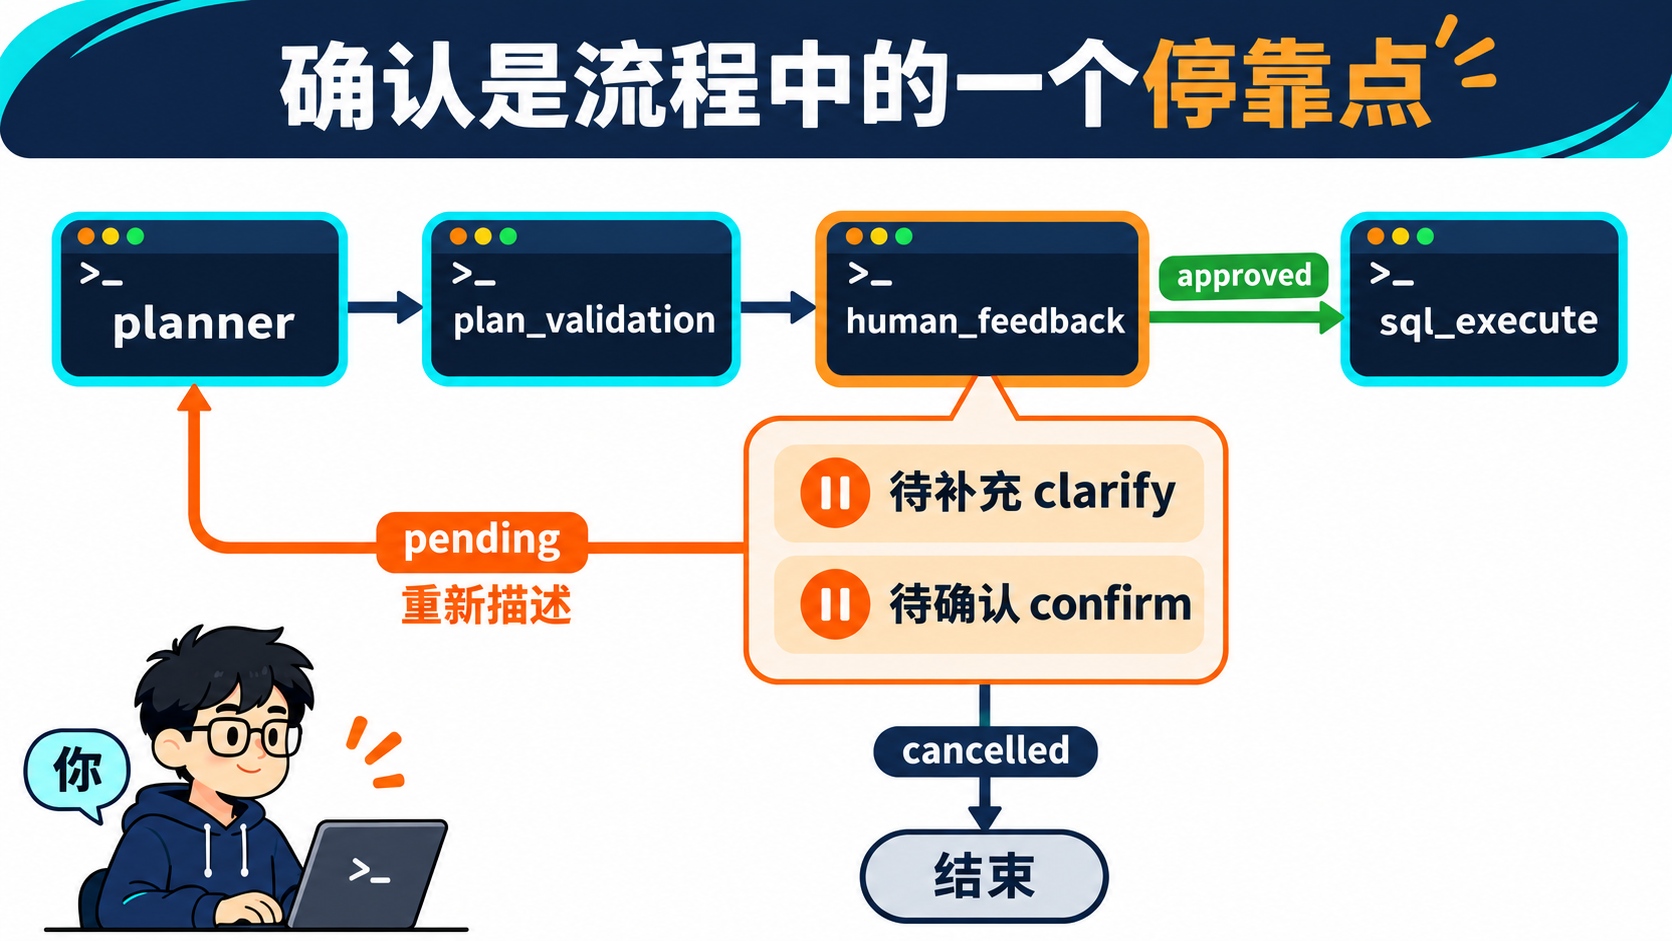 确认是流程中的一个停靠点
>_
planner
>_
plan_validation
>_
human_feedback
approved
>_
sql_execute
待补充 clarify
待确认 confirm
pending
重新描述
cancelled
结束
你
>_